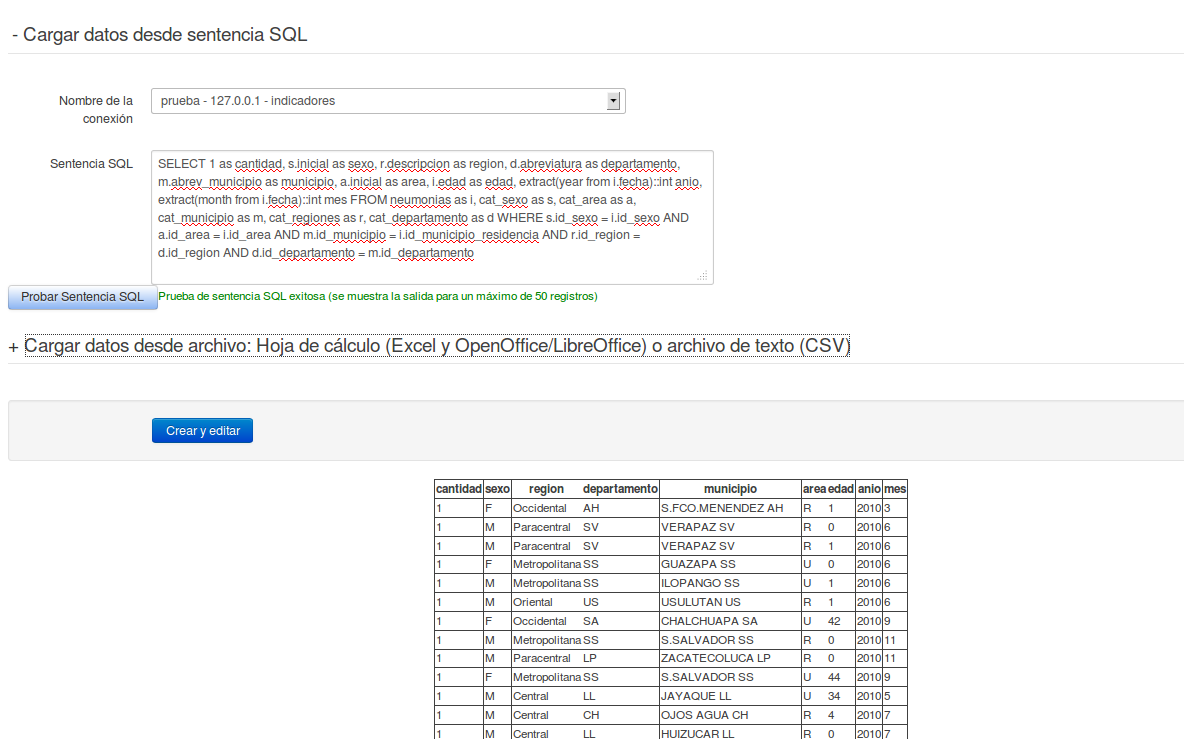 - Cargar datos desde sentencia SQL
Nombre de la
conexión
prueba - 127.0.0.1 - indicadores
Sentencia SQL
SELECT 1 as cantidad, s.inicial as sexo, r.descripcion as region, d.abreviatura as departamento,
m.abrev_municipio as municipio, a.inicial as area, i.edad as edad, extract(year from i.fecha)::int anio,
extract(month from i.fecha)::int mes FROM neumonias as i, cat_sexo as s, cat_area as a,
cat_municipio as m, cat_regiones as r, cat_departamento as d WHERE s.id_sexo = i.id_sexo AND
a.id_area = i.id_area AND m.id_municipio = i.id_municipio_residencia AND r.id_region =
d.id_region AND d.id_departamento = m.id_departamento
Probar Sentencia SQL Prueba de sentencia SQL exitosa (se muestra la salida para un máximo de 50 registros)
+ Cargar datos desde archivo: Hoja de cálculo (Excel y OpenOffice/LibreOffice) o archivo de texto (CSV)
Crear y editar
cantidad sexo region departamento municipio area edad anio mes
1 F Occidental AH S.FCO.MENENDEZ AH R 1 2010 3
1 M Paracentral SV VERAPAZ SV R 0 2010 6
1 M Paracentral SV VERAPAZ SV R 1 2010 6
1 F Metropolitana SS GUAZAPA SS U 0 2010 6
1 M Metropolitana SS ILOPANGO SS U 1 2010 6
1 M Oriental US USULUTAN US R 1 2010 6
1 F Occidental SA CHALCHUAPA SA U 42 2010 9
1 M Metropolitana SS S.SALVADOR SS R 0 2010 11
1 M Paracentral LP ZACATECOLUCA LP R 0 2010 11
1 F Metropolitana SS S.SALVADOR SS U 44 2010 9
1 M Central LL JAYAQUE LL U 34 2010 5
1 M Central CH OJOS AGUA CH R 4 2010 7
1 M Central LL HUIZUCAR LL R 0 2010 7